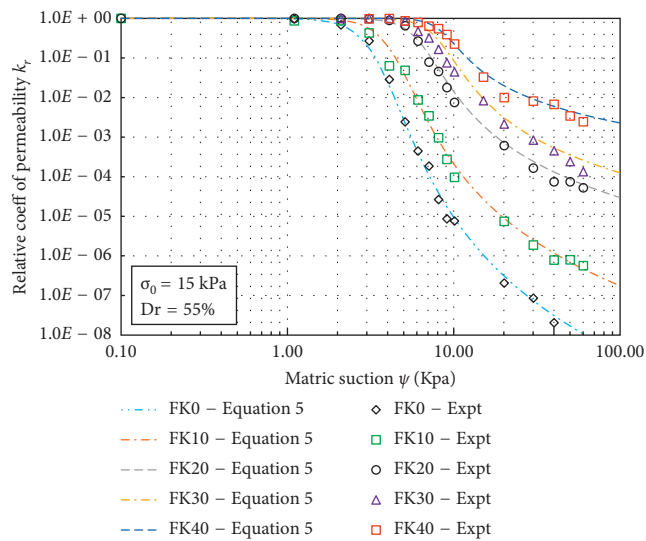 Relative coeff of permeability kr
1.0E + 00
1.0E – 01
1.0E – 02
1.0E – 03
1.0E – 04
1.0E – 05
1.0E – 06
1.0E – 07
1.0E – 08
σ0 = 15 kPa
Dr = 55%
0.10 1.00 10.00 100.00
Matric suction ψ (Kpa)
FK0 – Equation 5 FK0 – Expt
FK10 – Equation 5 FK10 – Expt
FK20 – Equation 5 FK20 – Expt
FK30 – Equation 5 FK30 – Expt
FK40 – Equation 5 FK40 – Expt